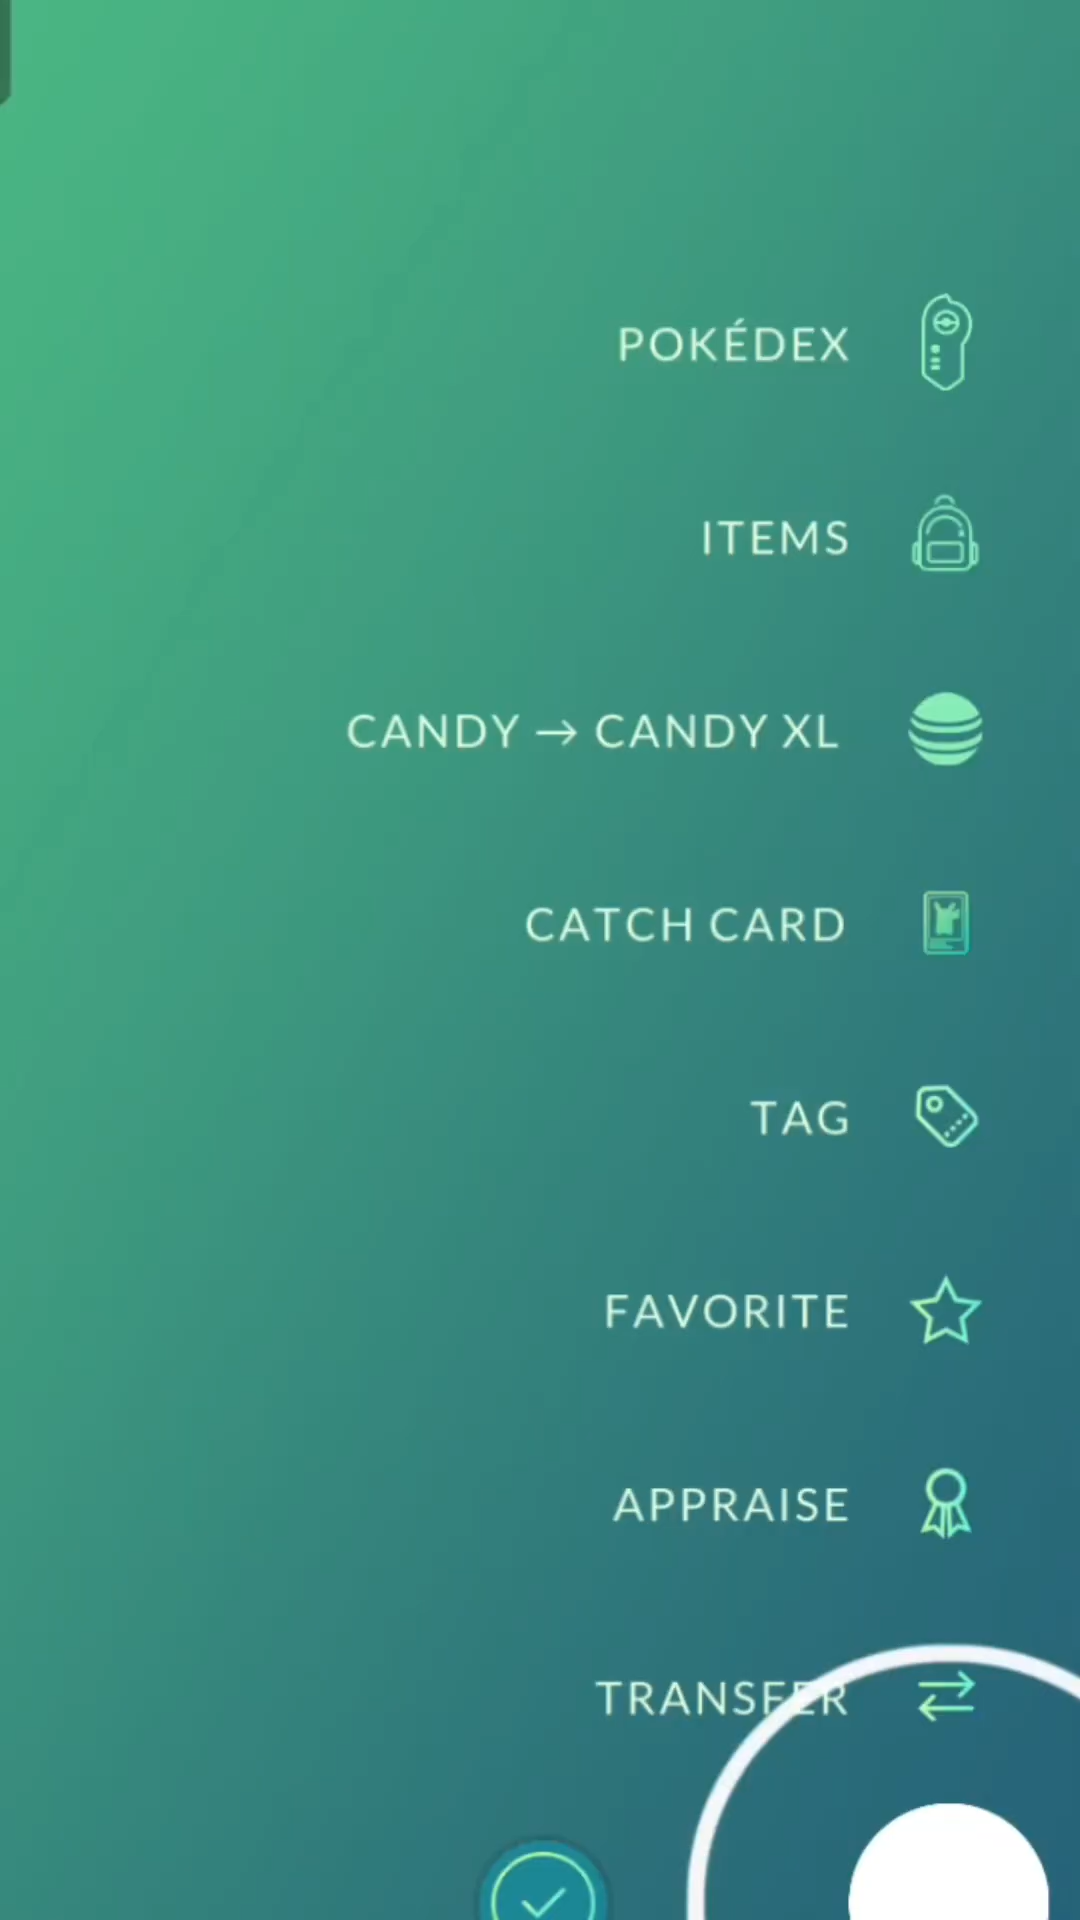 POKÉDEX
ITEMS
CANDY → CANDY XL
CATCH CARD
TAG
FAVORITE
APPRAISE
TRANSFER